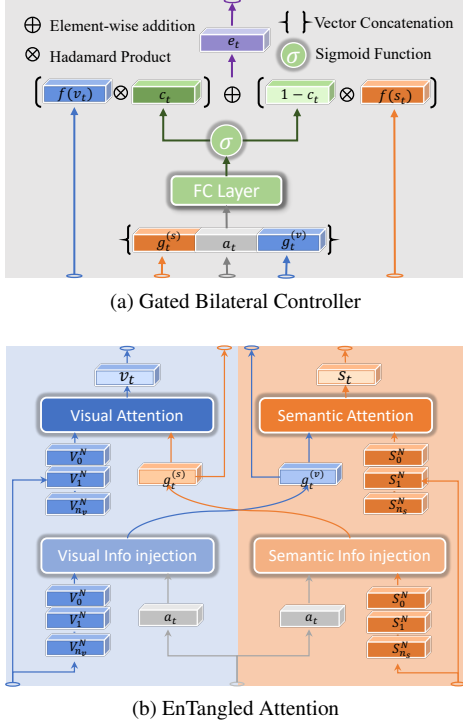 ⊕ Element-wise addition
⊗ Hadamard Product
e_t
{ } Vector Concatenation
σ Sigmoid Function
( f(v_t) ⊗ c_t ) ⊕ ( 1 − c_t ⊗ f(s_t) )
σ
FC Layer
{ g_t^(s) a_t g_t^(v) }
(a) Gated Bilateral Controller
v_t s_t
Visual Attention Semantic Attention
V_0^N S_0^N
V_1^N g_t^(s) g_t^(v) S_1^N
V_{n_v}^N S_{n_s}^N
Visual Info injection Semantic Info injection
V_0^N S_0^N
V_1^N a_t a_t S_1^N
V_{n_v}^N S_{n_s}^N
(b) EnTangled Attention